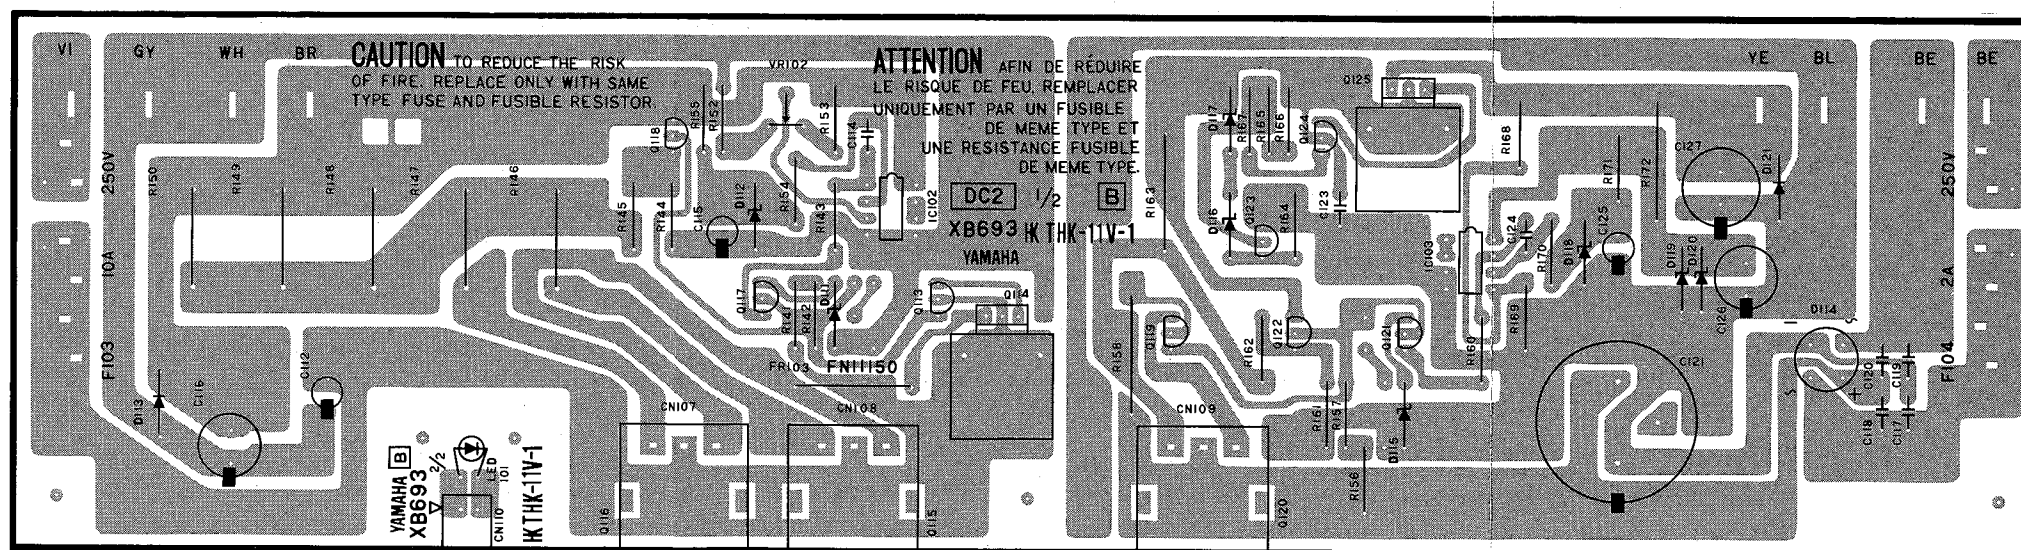 VI
GY
WH
BR
CAUTION TO REDUCE THE RISK
OF FIRE. REPLACE ONLY WITH SAME
TYPE FUSE AND FUSIBLE RESISTOR.
VR102
ATTENTION AFIN DE RÉDUIRE
LE RISQUE DE FEU, REMPLACER
UNIQUEMENT PAR UN FUSIBLE
DE MEME TYPE ET
UNE RESISTANCE FUSIBLE
DE MEME TYPE.
DC2 1/2 B
XB693 IK THK-11V-1
YAMAHA
Q125
YE
BL
BE
BE
F103 10A 250V
R150
R149
R148
R147
R146
R145
R144
Q118
R155
R152
R153
C114
C115
D112
R154
R143
IC102
Q117
R141
R142
D111
Q113
Q114
FR103 FN11150
D113
C116
C112
CN107
CN108
Q116
Q115
YAMAHA B
XB693 2/2
LED
101
CN110
IK THK-11V-1
D117
R167
R165
R166
Q124
R163
D116
Q123
R164
C123
R168
IC103
C124
R170
D118
C125
R171
R172
C127
D121
D119
D120
C126
D114
R158
Q119
R162
Q122
Q121
R160
R169
CN109
R161
R157
D115
R156
Q120
C121
C120
C119
C118
C117
F104 2A 250V